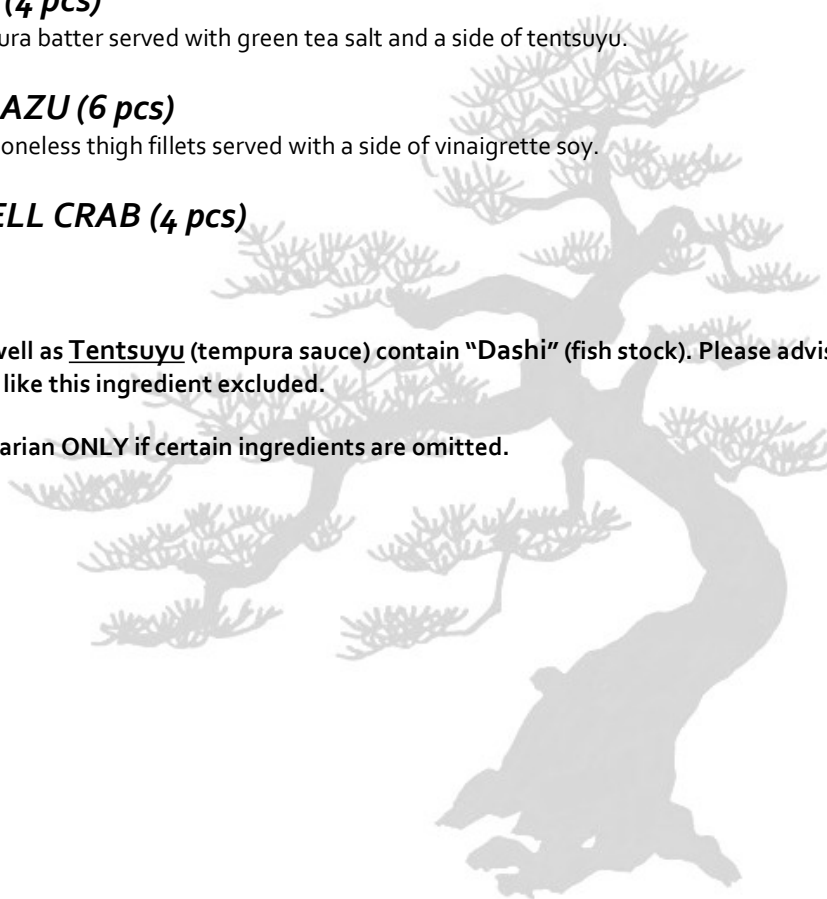 (4 pcs)
ura batter served with green tea salt and a side of tentsuyu.
AZU (6 pcs)
oneless thigh fillets served with a side of vinaigrette soy.
ELL CRAB (4 pcs)
well as Tentsuyu (tempura sauce) contain “Dashi” (fish stock). Please advis
like this ingredient excluded.
arian ONLY if certain ingredients are omitted.